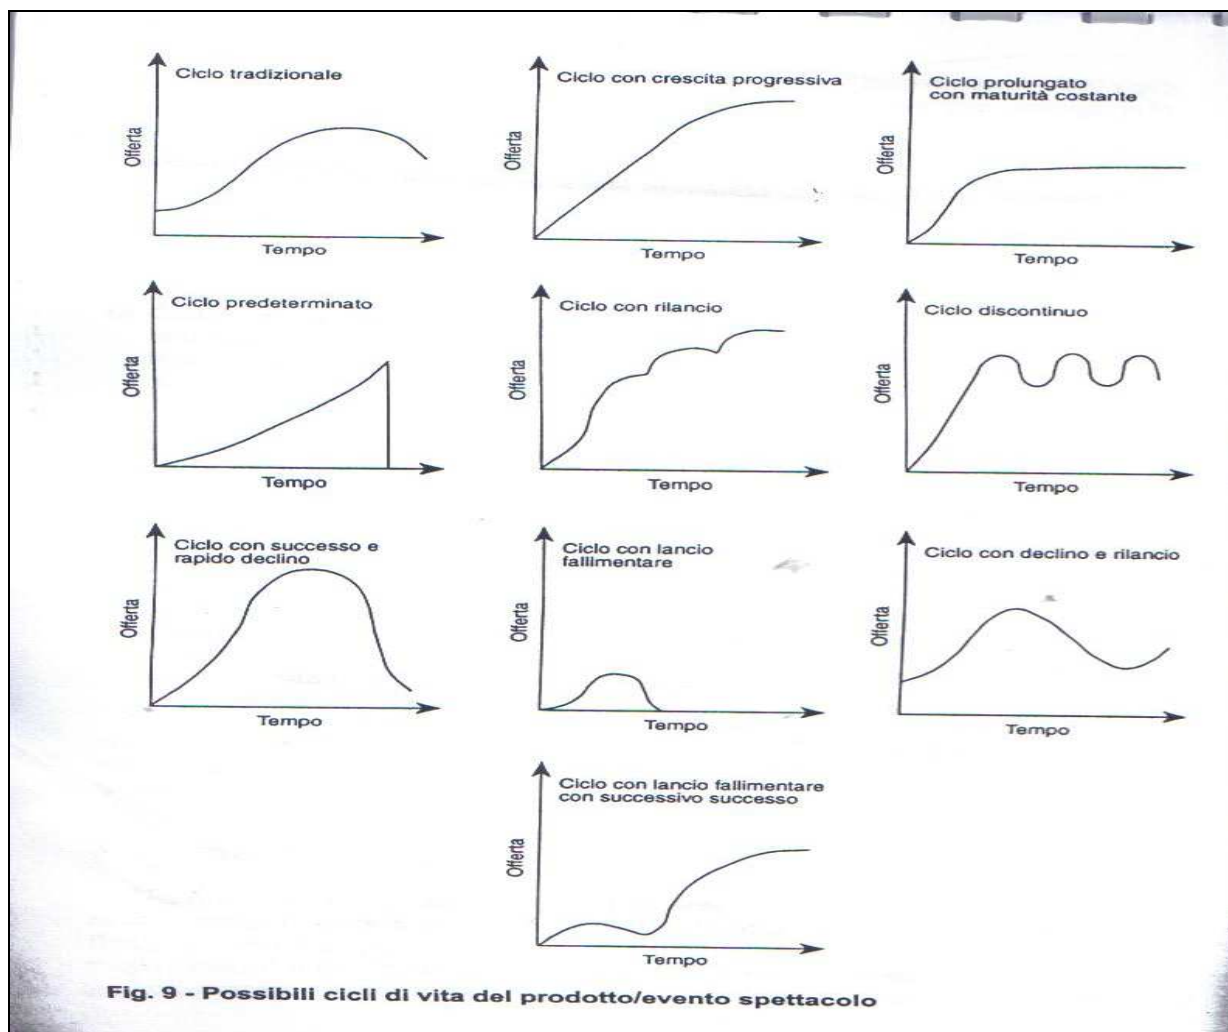 Ciclo tradizionale
Offerta
Tempo
Ciclo con crescita progressiva
Offerta
Tempo
Ciclo prolungato
con maturità costante
Offerta
Tempo
Ciclo predeterminato
Offerta
Tempo
Ciclo con rilancio
Offerta
Tempo
Ciclo discontinuo
Offerta
Tempo
Ciclo con successo e
rapido declino
Offerta
Tempo
Ciclo con lancio
fallimentare
Offerta
Tempo
Ciclo con declino e rilancio
Offerta
Tempo
Ciclo con lancio fallimentare
con successivo successo
Offerta
Tempo
Fig. 9 - Possibili cicli di vita del prodotto/evento spettacolo